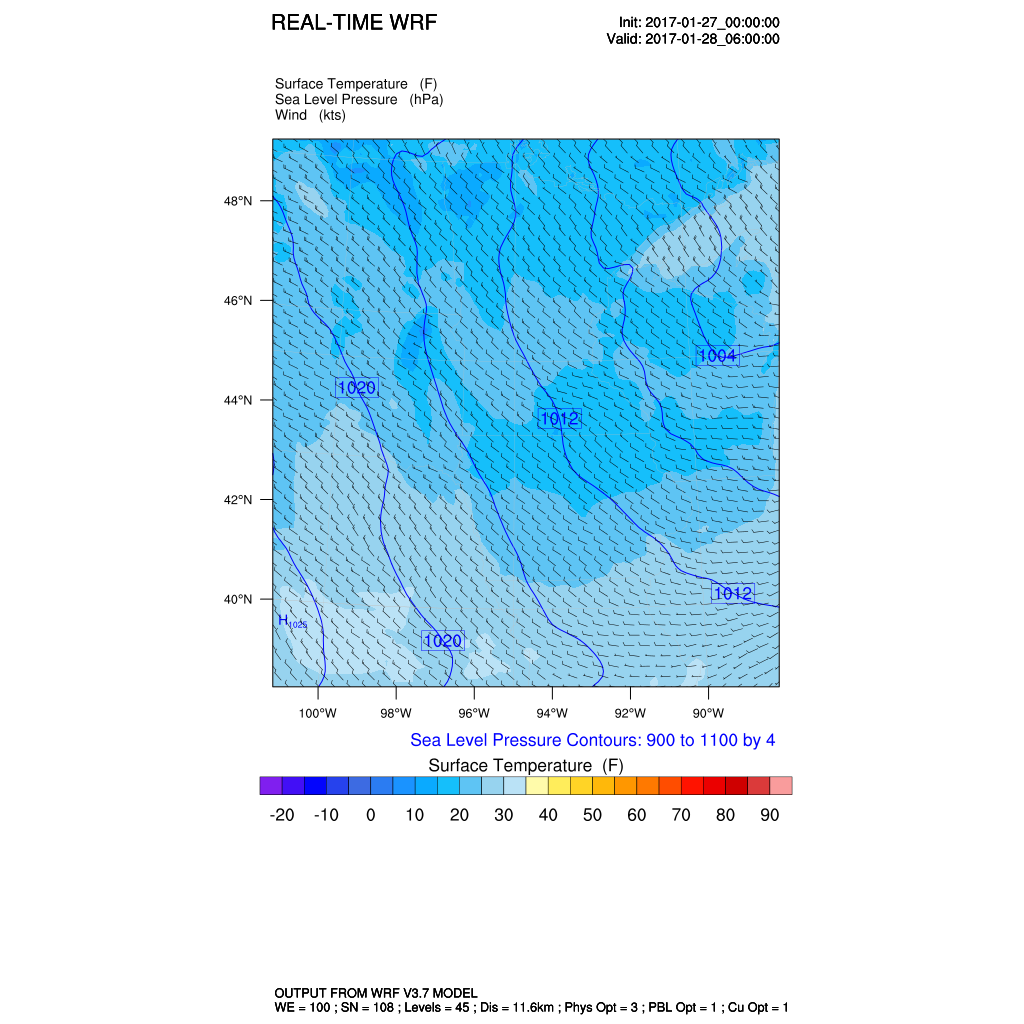 REAL-TIME WRF
Init: 2017-01-27_00:00:00
Valid: 2017-01-28_06:00:00
Surface Temperature (F)
Sea Level Pressure (hPa)
Wind (kts)
48°N
46°N
1004
1020
44°N
1012
42°N
1012
40°N
H1025
1020
100°W 98°W 96°W 94°W 92°W 90°W
Sea Level Pressure Contours: 900 to 1100 by 4
Surface Temperature (F)
-20 -10 0 10 20 30 40 50 60 70 80 90
OUTPUT FROM WRF V3.7 MODEL
WE = 100 ; SN = 108 ; Levels = 45 ; Dis = 11.6km ; Phys Opt = 3 ; PBL Opt = 1 ; Cu Opt = 1